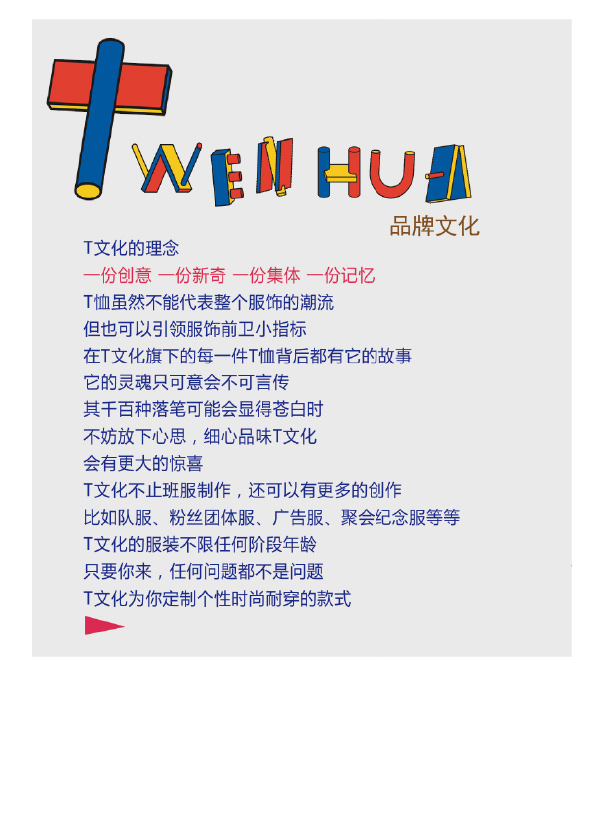 T WENHUA
品牌文化
T文化的理念
一份创意 一份新奇 一份集体 一份记忆
T恤虽然不能代表整个服饰的潮流
但也可以引领服饰前卫小指标
在T文化旗下的每一件T恤背后都有它的故事
它的灵魂只可意会不可言传
其千百种落笔可能会显得苍白时
不妨放下心思，细心品味T文化
会有更大的惊喜
T文化不止班服制作，还可以有更多的创作
比如队服、粉丝团体服、广告服、聚会纪念服等等
T文化的服装不限任何阶段年龄
只要你来，任何问题都不是问题
T文化为你定制个性时尚耐穿的款式